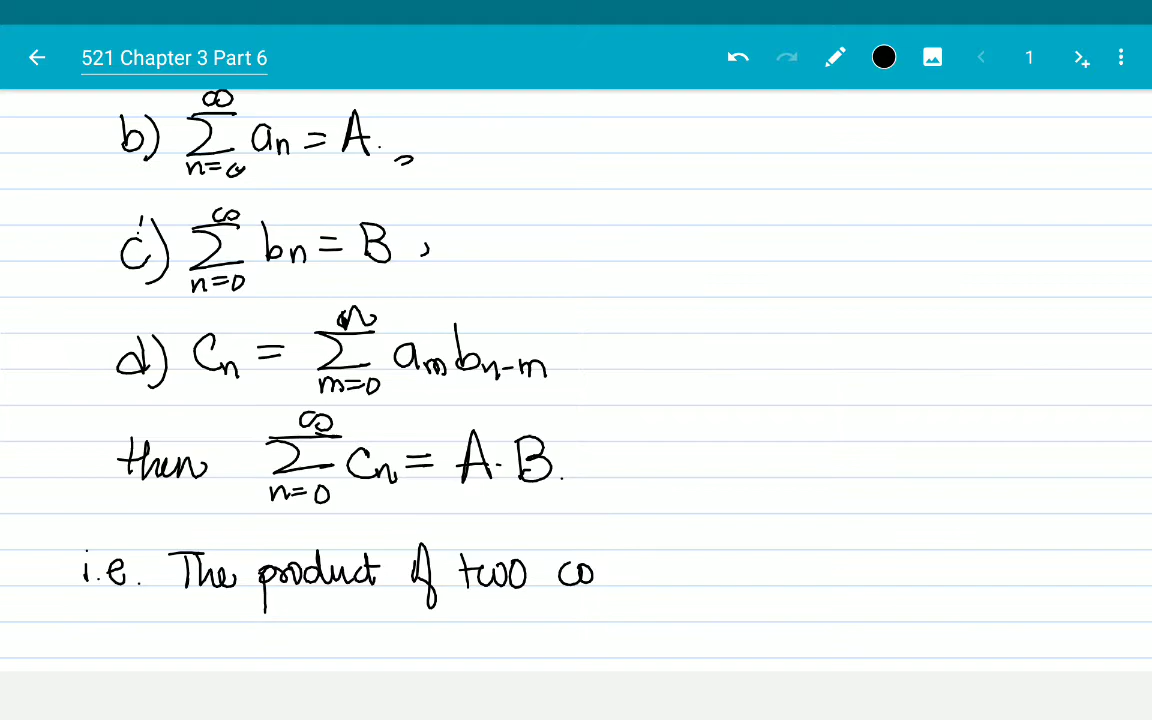 521 Chapter 3 Part 6
1
b) ∑_{n=0}^{∞} a_n = A.,
c) ∑_{n=0}^{∞} b_n = B ,
d) C_n = ∑_{m=0}^{n} a_m b_{n-m}
then ∑_{n=0}^{∞} C_n = A·B.
i.e. The product of two co